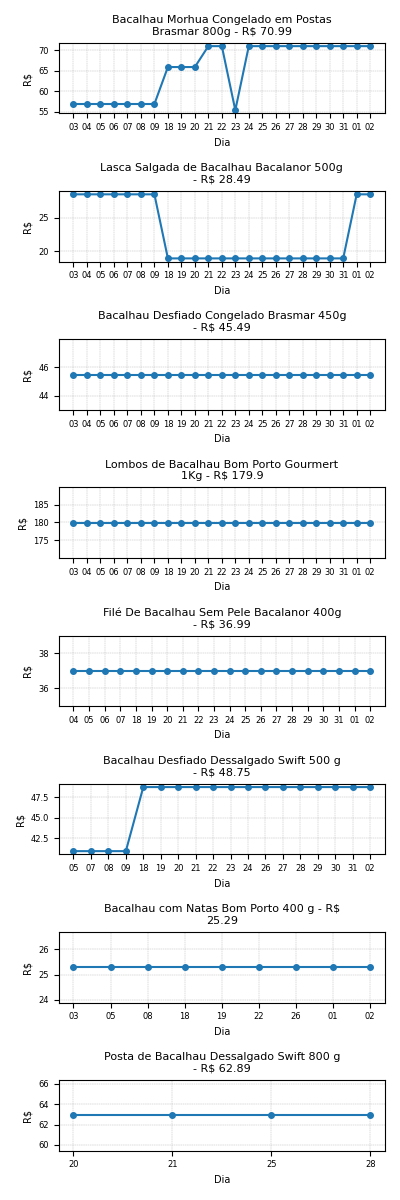 Bacalhau Morhua Congelado em Postas
Brasmar 800g - R$ 70.99
70
65
60
55
R$
03 04 05 06 07 08 09 18 19 20 21 22 23 24 25 26 27 28 29 30 31 01 02
Dia
Lasca Salgada de Bacalhau Bacalanor 500g
- R$ 28.49
25
20
R$
03 04 05 06 07 08 09 18 19 20 21 22 23 24 25 26 27 28 29 30 31 01 02
Dia
Bacalhau Desfiado Congelado Brasmar 450g
- R$ 45.49
46
44
R$
03 04 05 06 07 08 09 18 19 20 21 22 23 24 25 26 27 28 29 30 31 01 02
Dia
Lombos de Bacalhau Bom Porto Gourmert
1Kg - R$ 179.9
185
180
175
R$
03 04 05 06 07 08 09 18 19 20 21 22 23 24 25 26 27 28 29 30 31 01 02
Dia
Filé De Bacalhau Sem Pele Bacalanor 400g
- R$ 36.99
38
36
R$
04 05 06 07 18 19 20 21 22 23 24 25 26 27 28 29 30 31 01 02
Dia
Bacalhau Desfiado Dessalgado Swift 500 g
- R$ 48.75
47.5
45.0
42.5
R$
05 07 08 09 18 19 20 21 22 23 24 25 26 27 28 29 30 31 02
Dia
Bacalhau com Natas Bom Porto 400 g - R$
25.29
26
25
24
R$
03 05 08 18 19 22 26 01 02
Dia
Posta de Bacalhau Dessalgado Swift 800 g
- R$ 62.89
66
64
62
60
R$
20 21 25 28
Dia